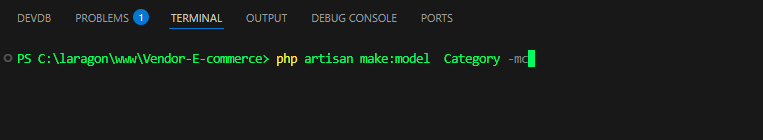 DEVDB PROBLEMS 1 TERMINAL OUTPUT DEBUG CONSOLE PORTS
PS C:\laragon\www\Vendor-E-commerce> php artisan make:model  Category -mc